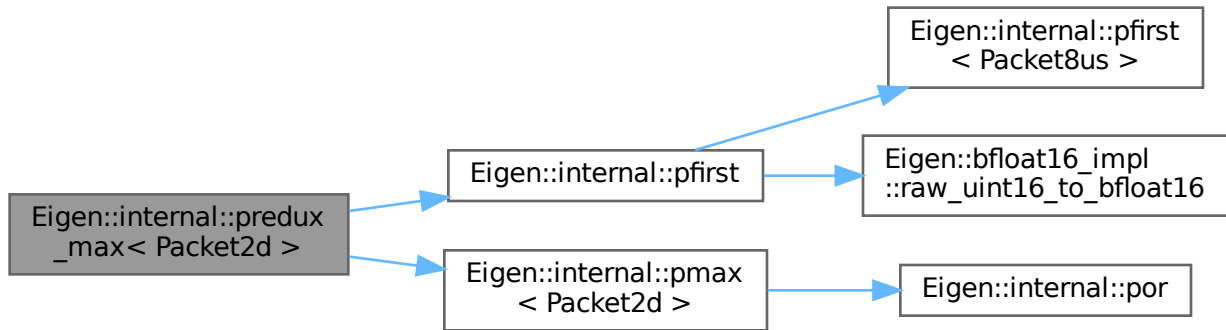 Eigen::internal::predux
_max< Packet2d >
Eigen::internal::pfirst
Eigen::internal::pfirst
< Packet8us >
Eigen::bfloat16_impl
::raw_uint16_to_bfloat16
Eigen::internal::pmax
< Packet2d >
Eigen::internal::por